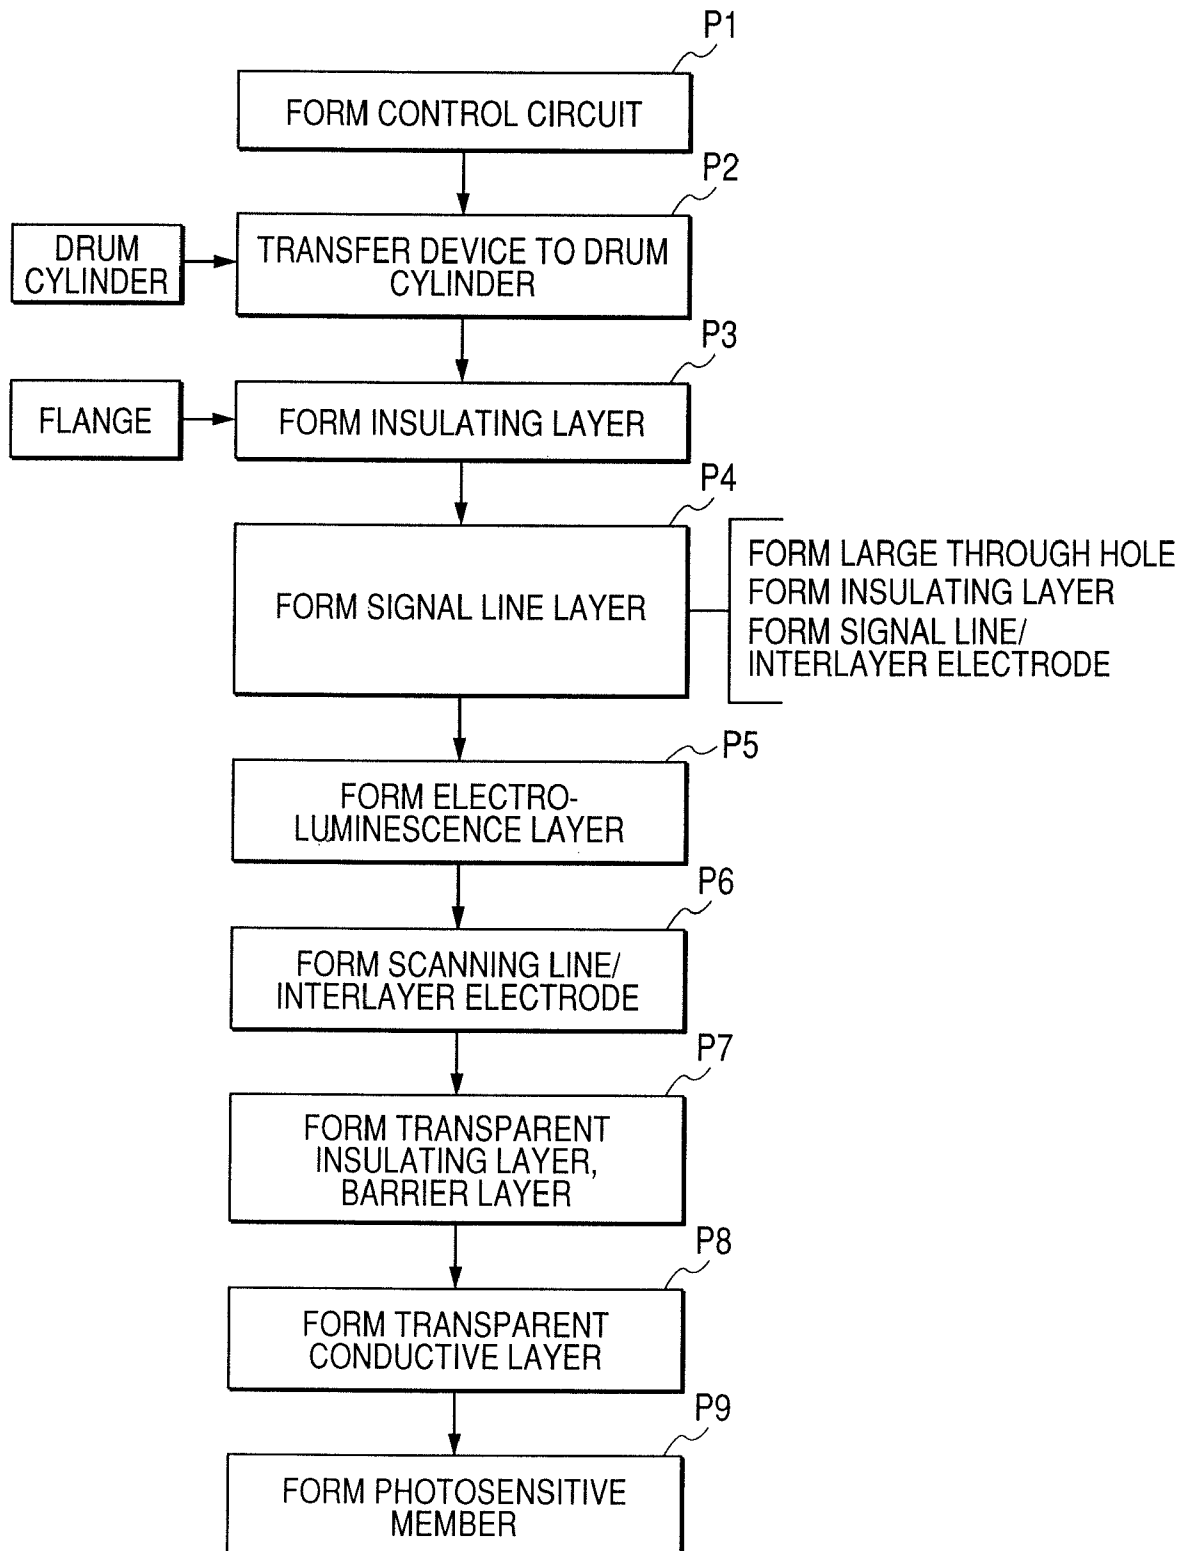 P1
FORM CONTROL CIRCUIT
P2
DRUM
CYLINDER
TRANSFER DEVICE TO DRUM
CYLINDER
P3
FLANGE
FORM INSULATING LAYER
P4
FORM SIGNAL LINE LAYER
FORM LARGE THROUGH HOLE
FORM INSULATING LAYER
FORM SIGNAL LINE/
INTERLAYER ELECTRODE
P5
FORM ELECTRO-
LUMINESCENCE LAYER
P6
FORM SCANNING LINE/
INTERLAYER ELECTRODE
P7
FORM TRANSPARENT
INSULATING LAYER,
BARRIER LAYER
P8
FORM TRANSPARENT
CONDUCTIVE LAYER
P9
FORM PHOTOSENSITIVE
MEMBER